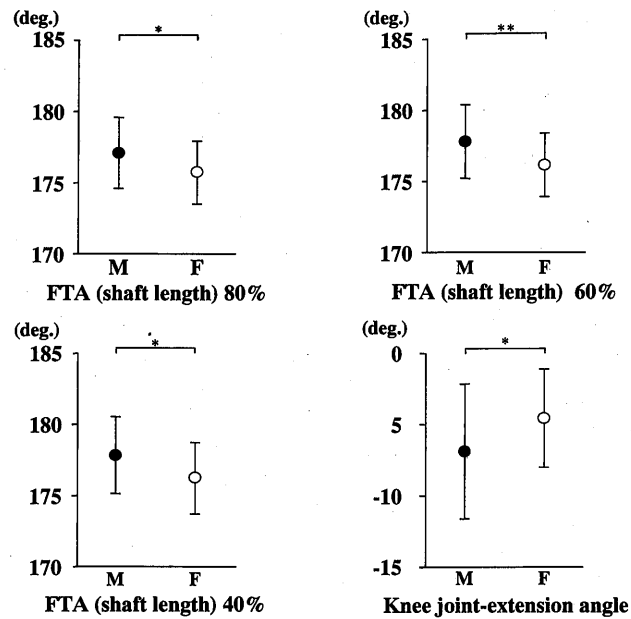 (deg.)
185
180
175
170
*
M F
FTA (shaft length) 80%
(deg.)
185
180
175
170
**
M F
FTA (shaft length) 60%
(deg.)
185
180
175
170
*
M F
FTA (shaft length) 40%
(deg.)
0
5
-10
-15
*
M F
Knee joint-extension angle